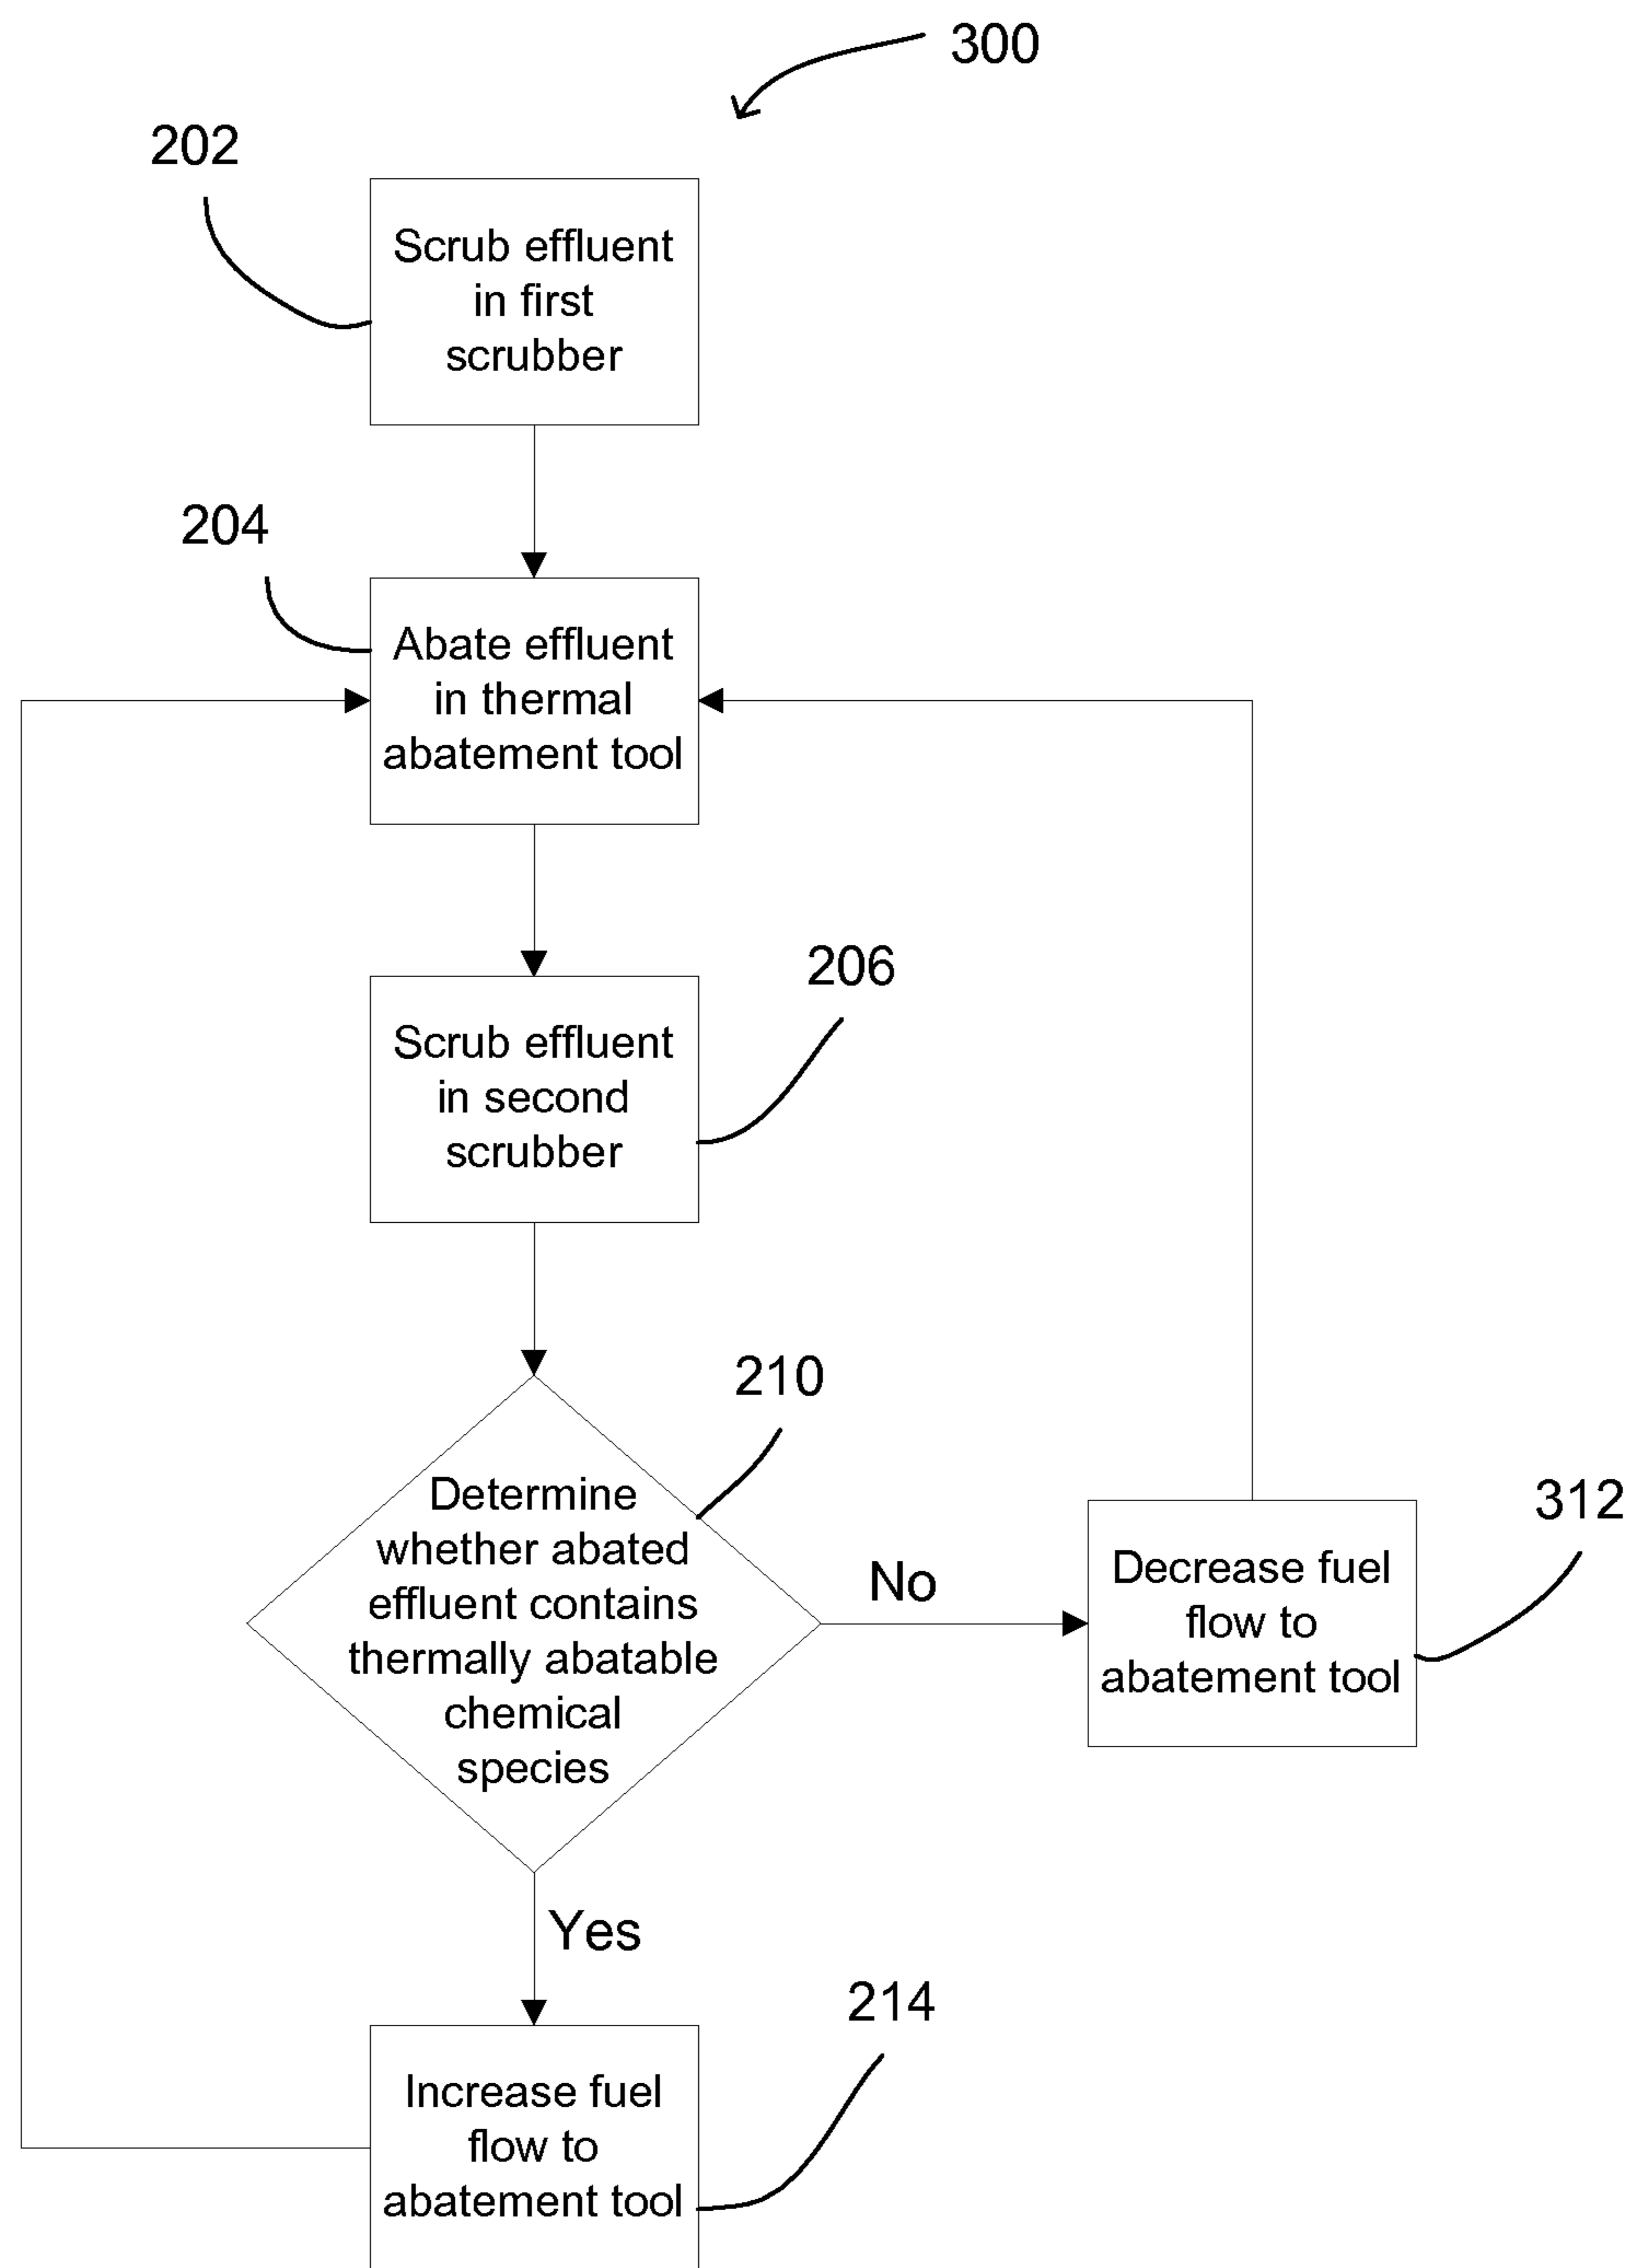 300
202
Scrub effluent
in first
scrubber
204
Abate effluent
in thermal
abatement tool
206
Scrub effluent
in second
scrubber
210
Determine
whether abated
effluent contains
thermally abatable
chemical
species
No
312
Decrease fuel
flow to
abatement tool
Yes
214
Increase fuel
flow to
abatement tool